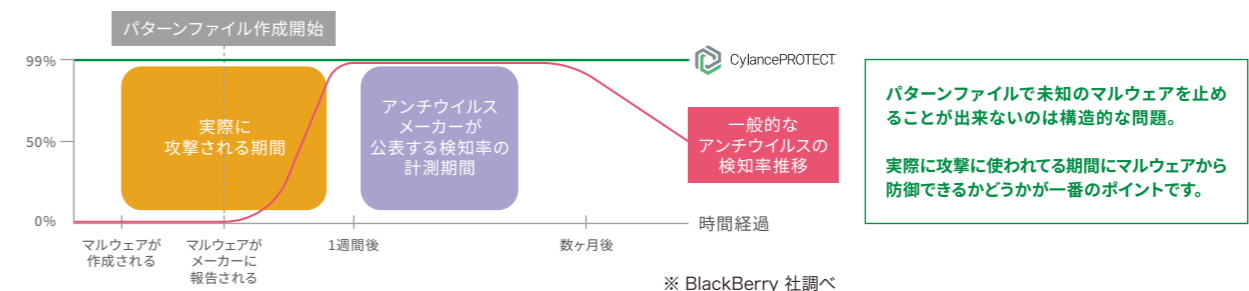 パターンファイル作成開始
99%
50%
0%
実際に
攻撃される期間
アンチウイルス
メーカーが
公表する検知率の
計測期間
CylancePROTECT
一般的な
アンチウイルスの
検知率推移
時間経過
マルウェアが
作成される
マルウェアが
メーカーに
報告される
1週間後
数ヶ月後
※ BlackBerry 社調べ
パターンファイルで未知のマルウェアを止め
ることが出来ないのは構造的な問題。
実際に攻撃に使われてる期間にマルウェアから
防御できるかどうかが一番のポイントです。